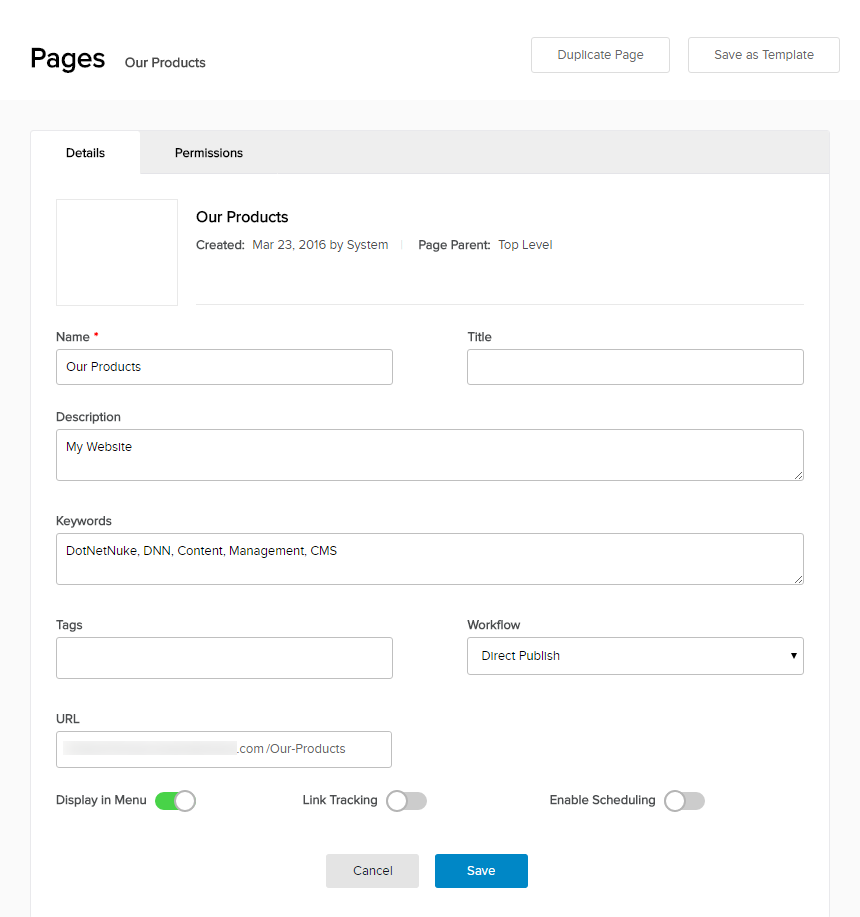 Pages Our Products Duplicate Page Save as Template
Details Permissions
Our Products
Created: Mar 23, 2016 by System Page Parent: Top Level
Name * Title
Our Products
Description
My Website
Keywords
DotNetNuke, DNN, Content, Management, CMS
Tags Workflow
Direct Publish
URL
.com /Our-Products
Display in Menu Link Tracking Enable Scheduling
Cancel Save